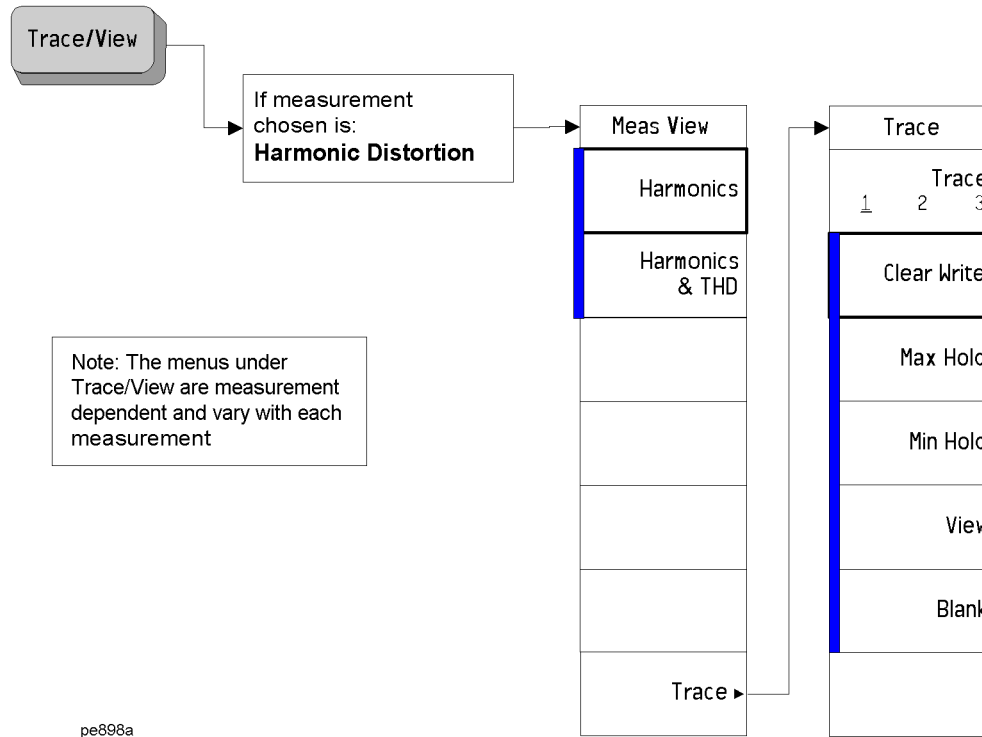 Trace/View
If measurement
chosen is:
Harmonic Distortion
Note: The menus under
Trace/View are measurement
dependent and vary with each
measurement
Meas View
Harmonics
Harmonics
& THD
Trace
Trace
Trace
1 2 3
Clear Write
Max Hold
Min Hold
View
Blank
pe898a